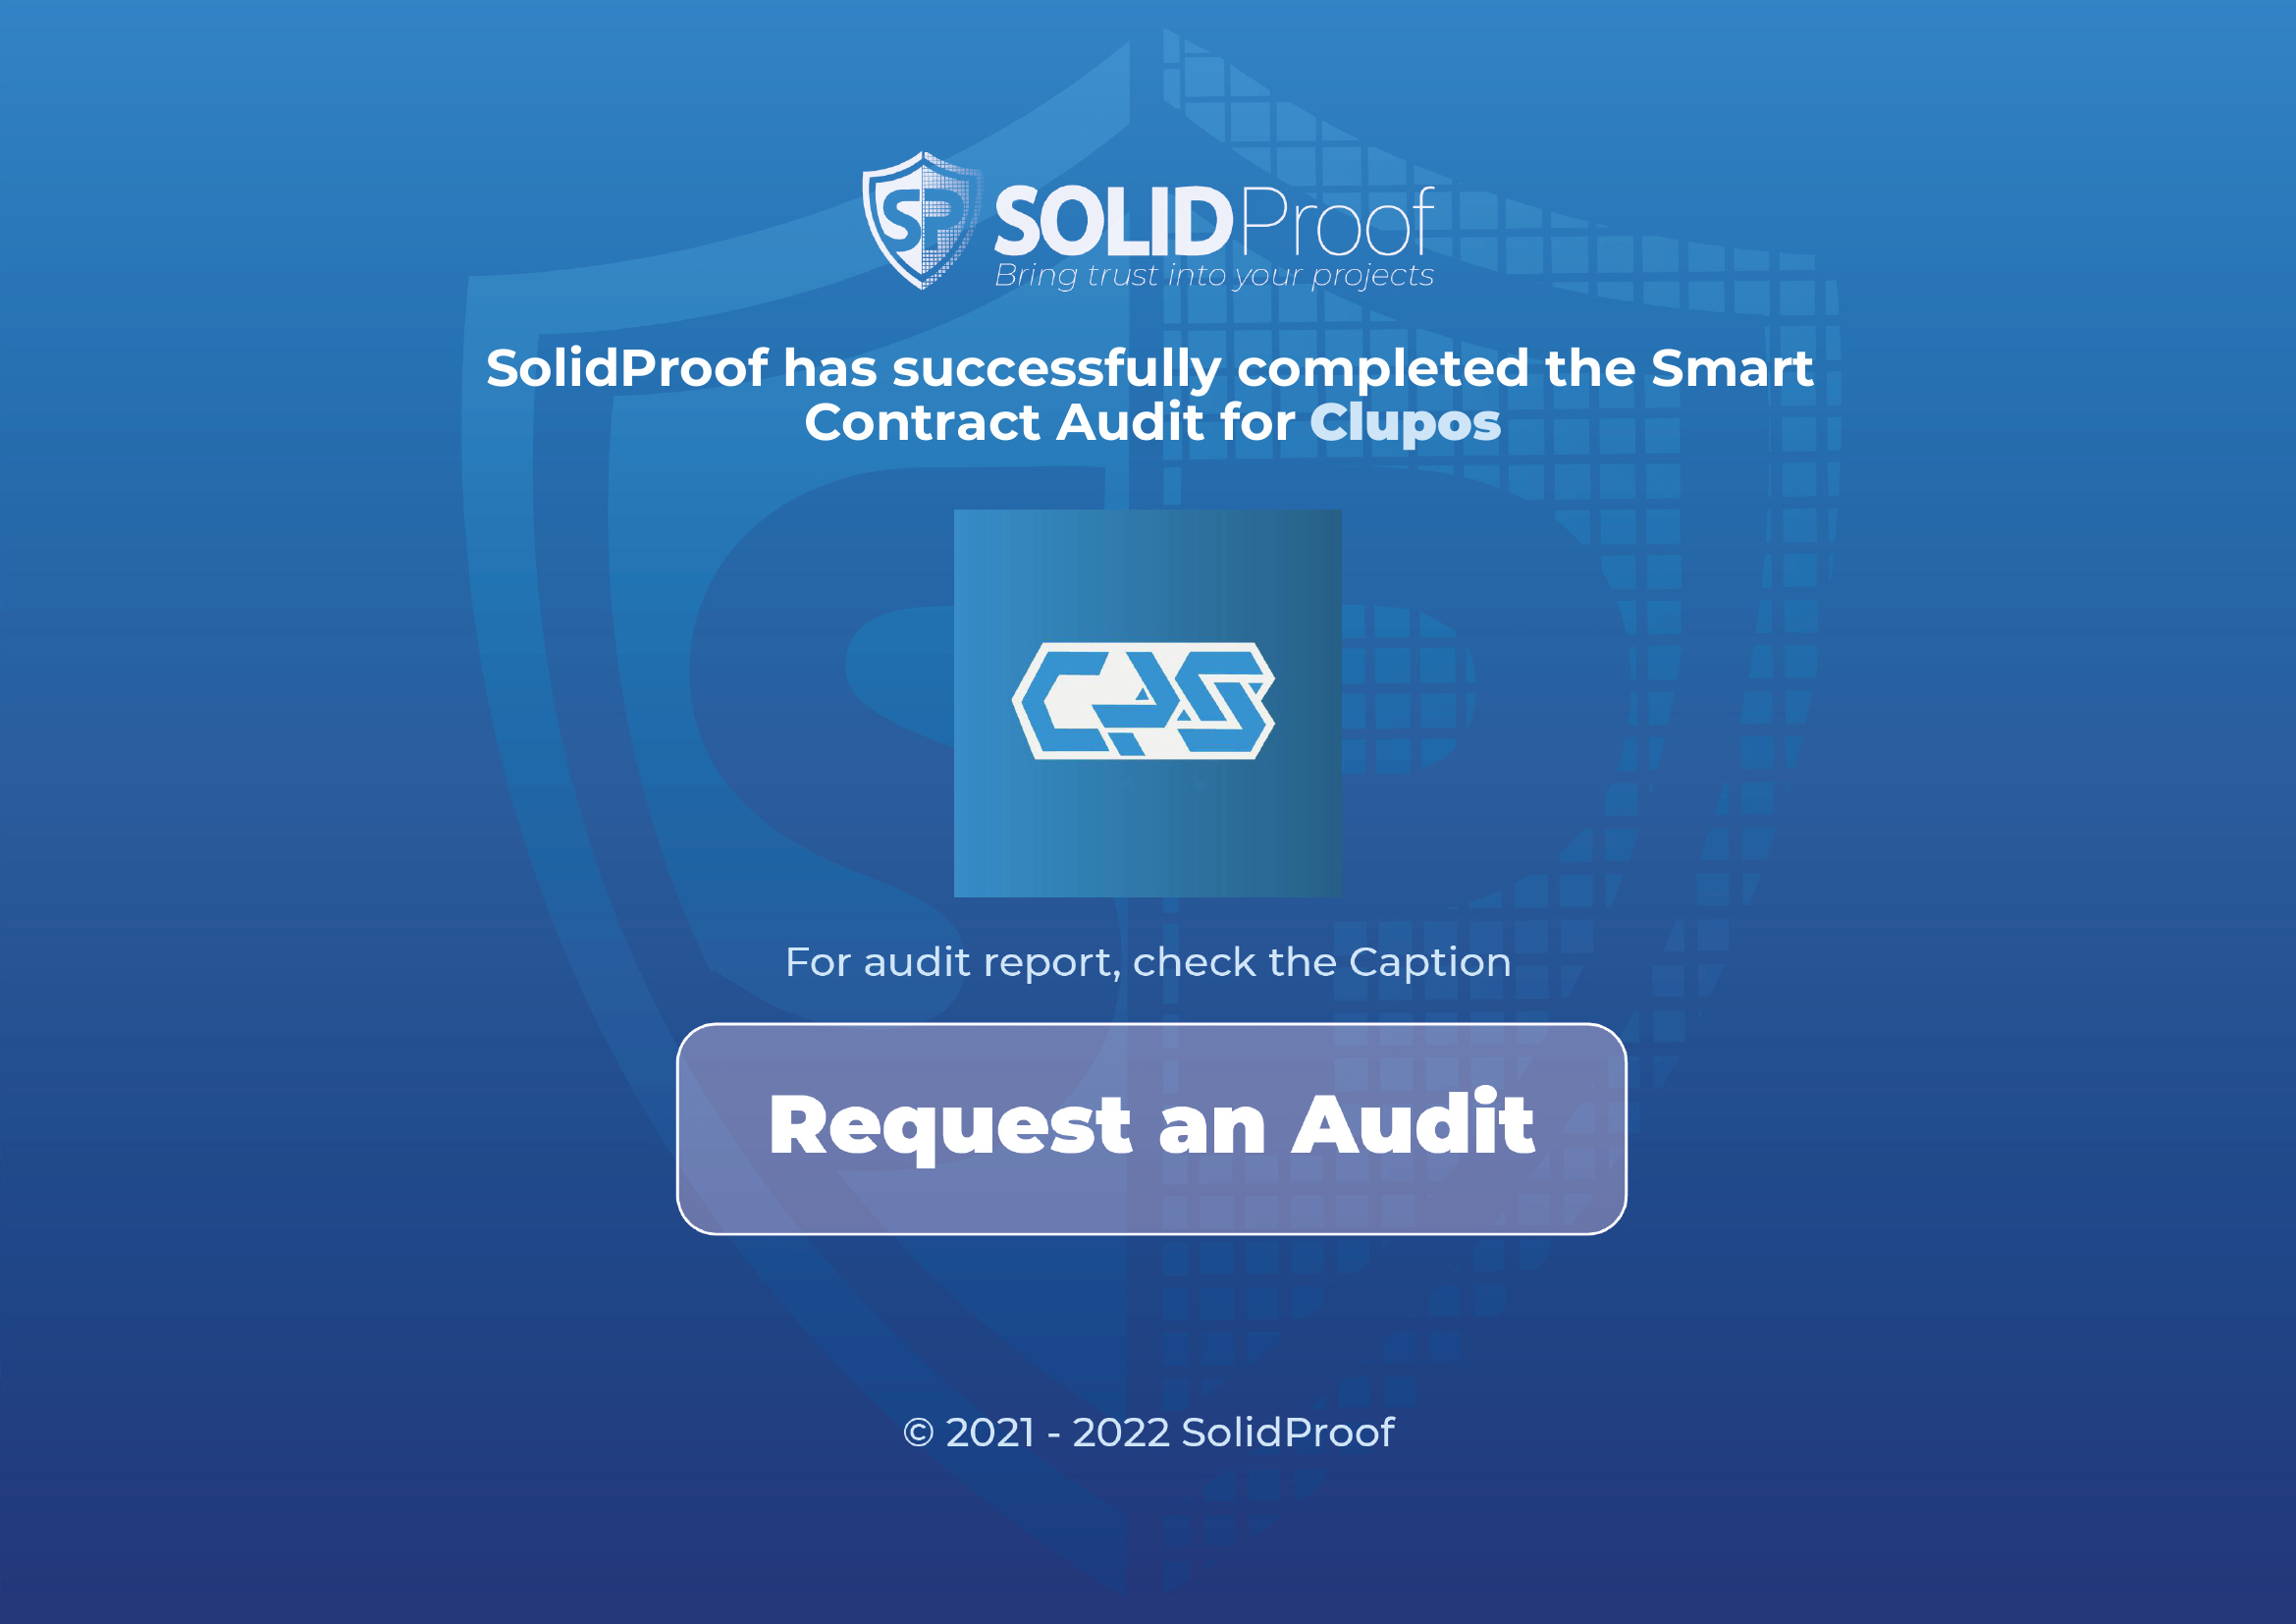 SP SOLIDProof
Bring trust into your projects
SolidProof has successfully completed the Smart
Contract Audit for Clupos
CPS
For audit report, check the Caption
Request an Audit
© 2021 - 2022 SolidProof